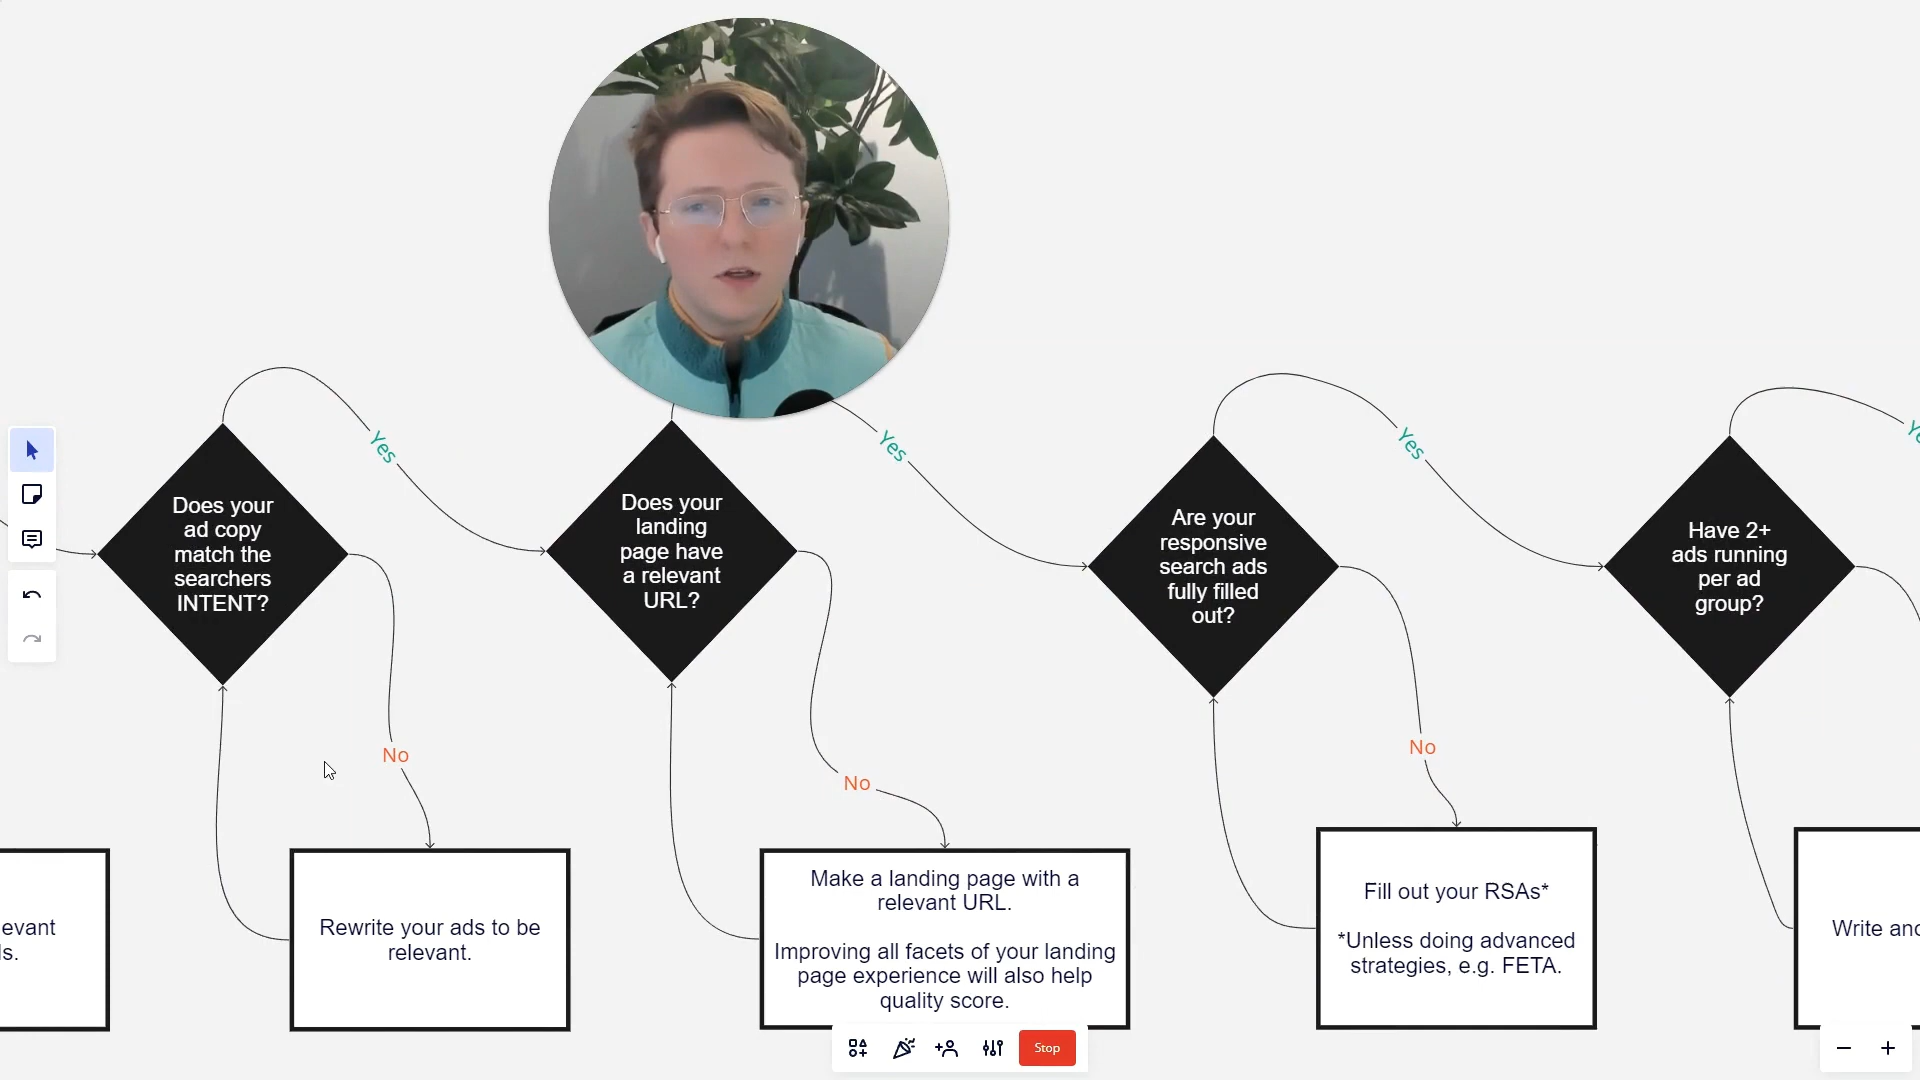 Yes
Yes
Yes
Does your
ad copy
match the
searchers
INTENT?
Does your
landing
page have
a relevant
URL?
Are your
responsive
search ads
fully filled
out?
Have 2+
ads running
per ad
group?
No
No
No
Rewrite your ads to be
relevant.
Make a landing page with a
relevant URL.
Improving all facets of your landing
page experience will also help
quality score.
Fill out your RSAs*
*Unless doing advanced
strategies, e.g. FETA.
Write
Stop